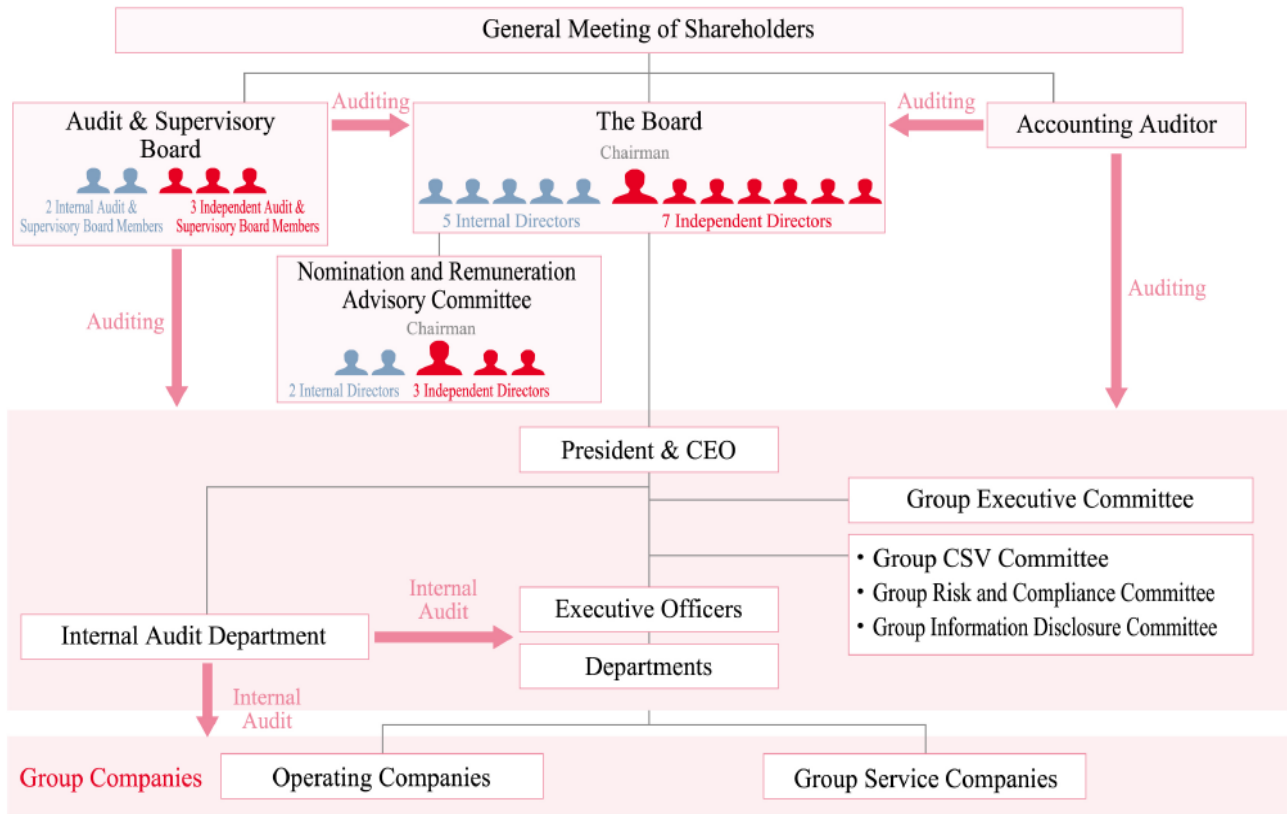 General Meeting of Shareholders
Auditing
Auditing
Audit & Supervisory
Board
2 Internal Audit &
Supervisory Board Members
3 Independent Audit &
Supervisory Board Members
The Board
Chairman
5 Internal Directors
7 Independent Directors
Accounting Auditor
Nomination and Remuneration
Advisory Committee
Chairman
2 Internal Directors
3 Independent Directors
Auditing
Auditing
President & CEO
Group Executive Committee
・Group CSV Committee
・Group Risk and Compliance Committee
・Group Information Disclosure Committee
Internal
Audit
Executive Officers
Internal Audit Department
Departments
Internal
Audit
Group Companies
Operating Companies
Group Service Companies